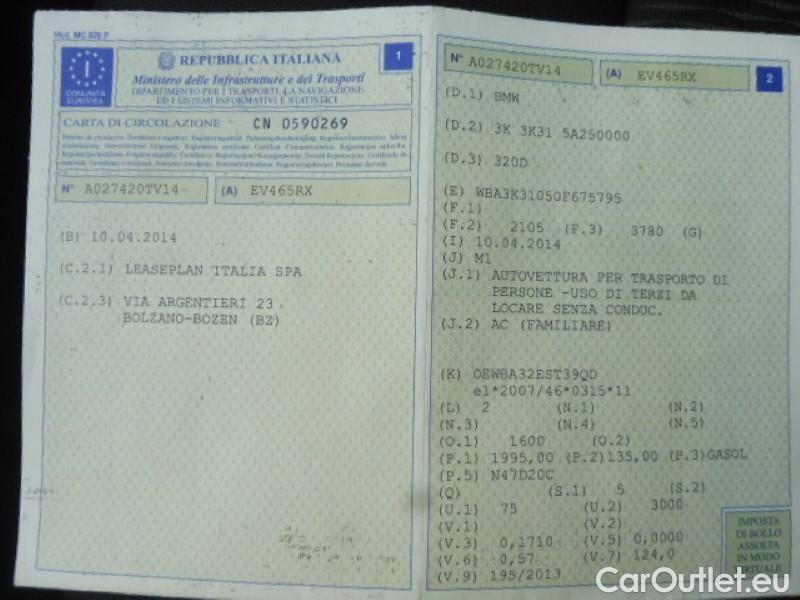 Mod. MC 820 F
1
REPUBBLICA ITALIANA
Ministero delle Infrastrutture e dei Trasporti
DIPARTIMENTO PER I TRASPORTI, LA NAVIGAZIONE
ED I SISTEMI INFORMATIVI E STATISTICI
I
COMUNITÀ
EUROPEA
CARTA DI CIRCOLAZIONE CN 0590269
N° A027420TV14 (A) EV465RX
(B) 10.04.2014
(C.2.1) LEASEPLAN ITALIA SPA
(C.2.3) VIA ARGENTIERI 23
BOLZANO-BOZEN (BZ)
N° A027420TV14 (A) EV465RX
2
(D.1) BMW
(D.2) 3K 3K31 5A250000
(D.3) 320D
(E) WBA3K31050F675795
(F.1)
(F.2) 2105 (F.3) 3780 (G)
(I) 10.04.2014
(J) M1
(J.1) AUTOVETTURA PER TRASPORTO DI
PERSONE -USO DI TERZI DA
LOCARE SENZA CONDUC.
(J.2) AC (FAMILIARE)
(K) OEWBA32EST39QD
e1*2007/46*0315*11
(L) 2 (N.1) (N.2)
(N.3) (N.4) (N.5)
(O.1) 1600 (O.2)
(P.1) 1995,00 (P.2)135,00 (P.3)GASOL
(P.5) N47D20C
(Q) (S.1) 5 (S.2)
(U.1) 75 (U.2) 3000
(V.1) (V.2)
(V.3) 0,1710 (V.5) 0,0000
(V.6) 0,57 (V.7) 124,0
(V.9) 195/2013
IMPOSTA
DI BOLLO
ASSOLTA
IN MODO
VIRTUALE
CarOutlet.eu